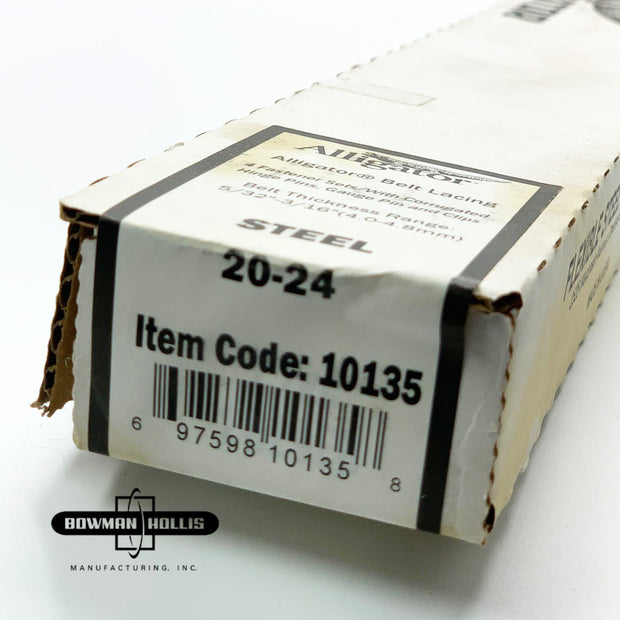 Alligator
Alligator® Belt Lacing
4 Fastener Sets With Corrugated
Hinge Pins, Gauge Pin and Clips
Belt Thickness Range:
5/32"-3/16"(4.0-4.8mm)
STEEL
20-24
Item Code: 10135
6 97598 10135 8
FLEXIBLE STEEL
BOWMAN HOLLIS
MANUFACTURING, INC.